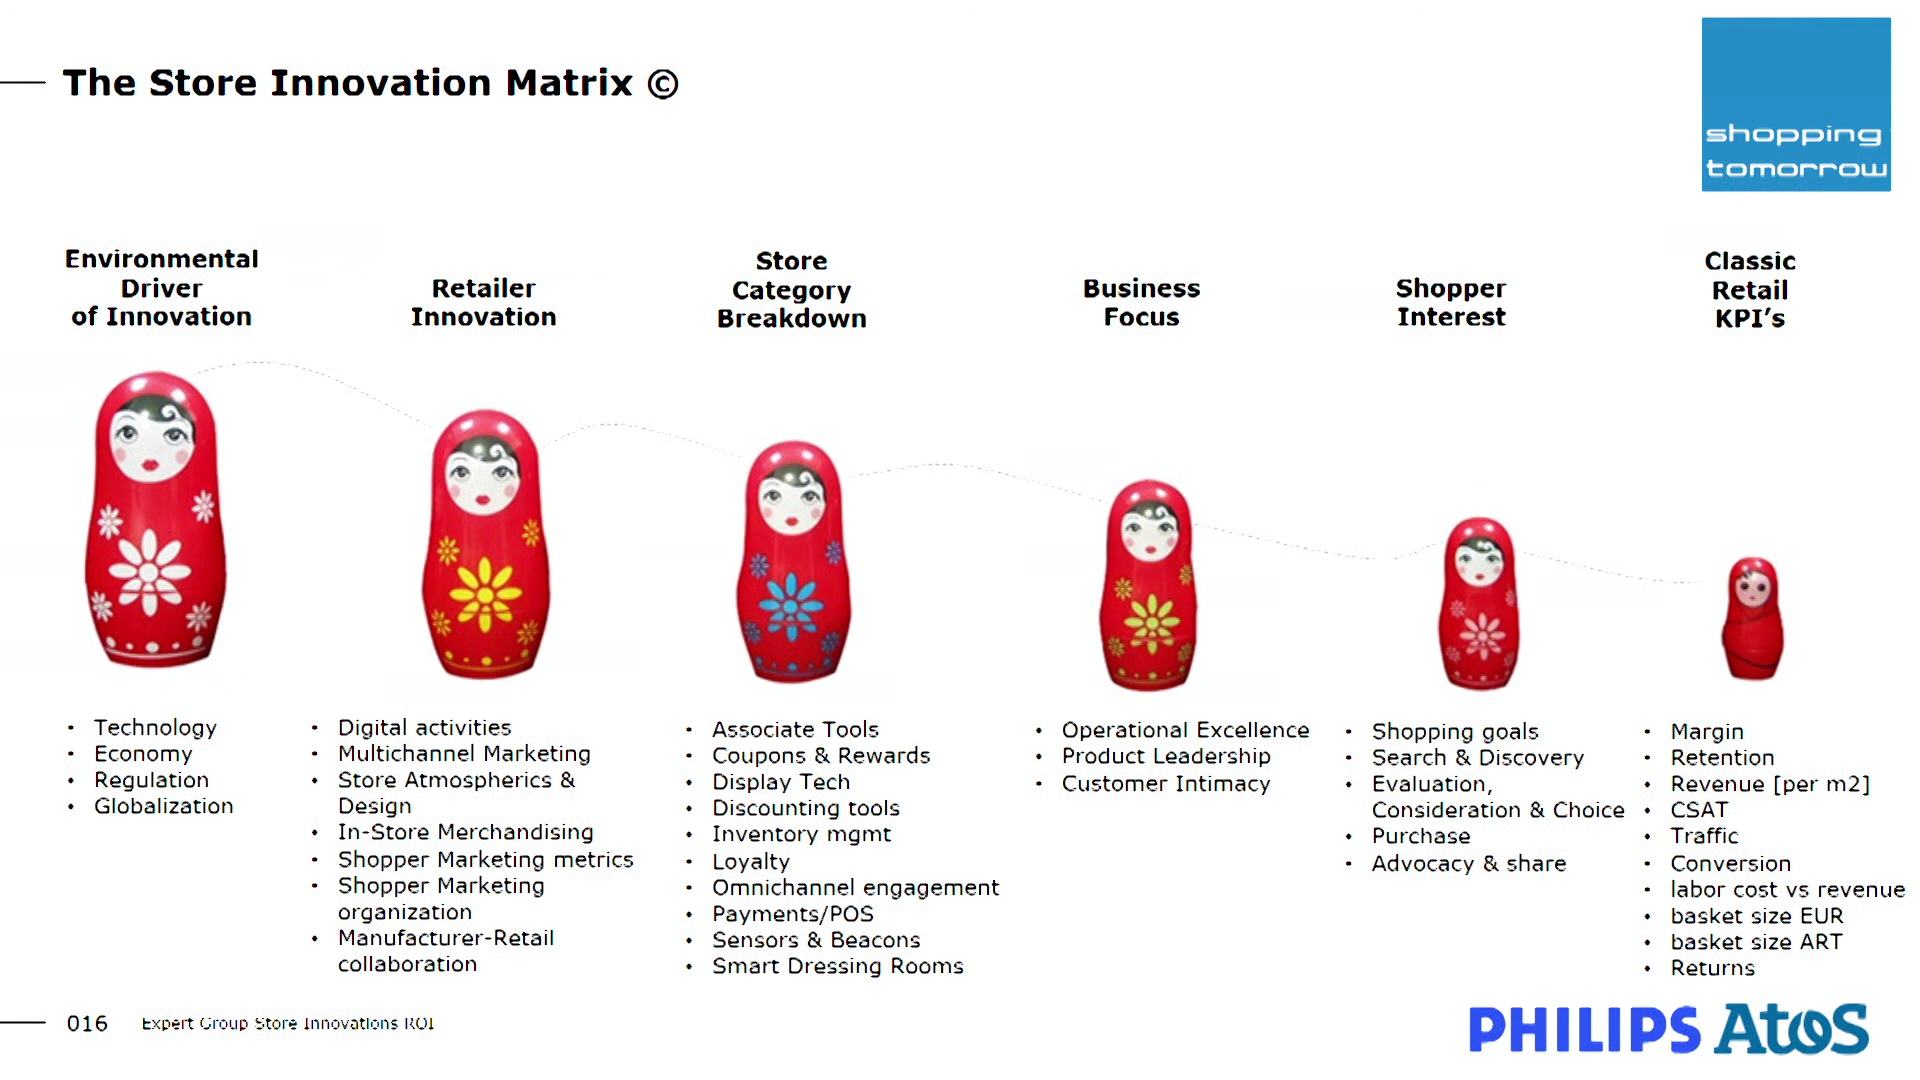 The Store Innovation Matrix ©
shopping
tomorrow
Environmental
Driver
of Innovation
Retailer
Innovation
Store
Category
Breakdown
Business
Focus
Shopper
Interest
Classic
Retail
KPI's
• Technology
• Economy
• Regulation
• Globalization
• Digital activities
• Multichannel Marketing
• Store Atmospherics &
Design
• In-Store Merchandising
• Shopper Marketing metrics
• Shopper Marketing
organization
• Manufacturer-Retail
collaboration
• Associate Tools
• Coupons & Rewards
• Display Tech
• Discounting tools
• Inventory mgmt
• Loyalty
• Omnichannel engagement
• Payments/POS
• Sensors & Beacons
• Smart Dressing Rooms
• Operational Excellence
• Product Leadership
• Customer Intimacy
• Shopping goals
• Search & Discovery
• Evaluation,
Consideration & Choice
• Purchase
• Advocacy & share
• Margin
• Retention
• Revenue [per m2]
• CSAT
• Traffic
• Conversion
• labor cost vs revenue
• basket size EUR
• basket size ART
• Returns
016 Expert Group Store Innovations ROI
PHILIPS Atos